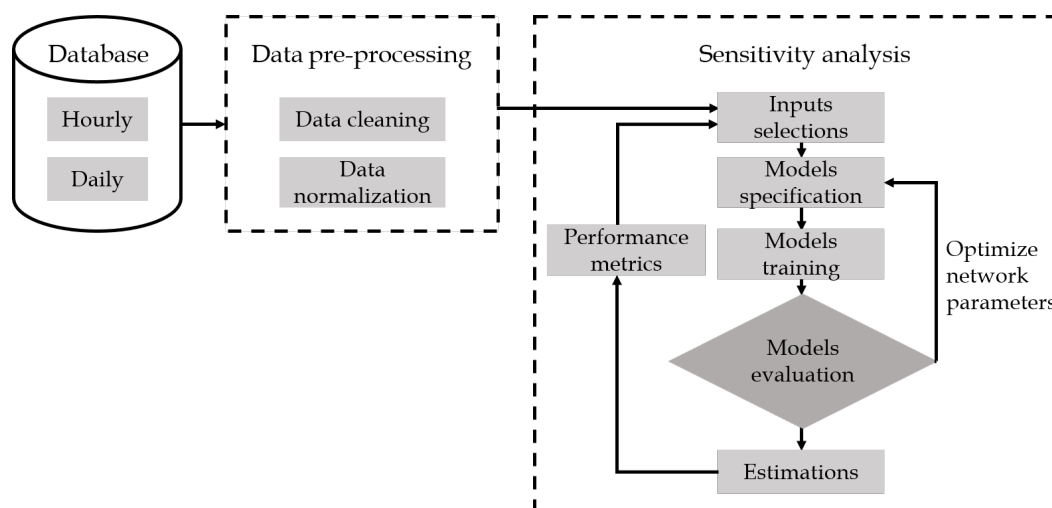 Database
Hourly
Daily
Data pre-processing
Data cleaning
Data
normalization
Sensitivity analysis
Inputs
selections
Models
specification
Models
training
Models
evaluation
Estimations
Performance
metrics
Optimize
network
parameters